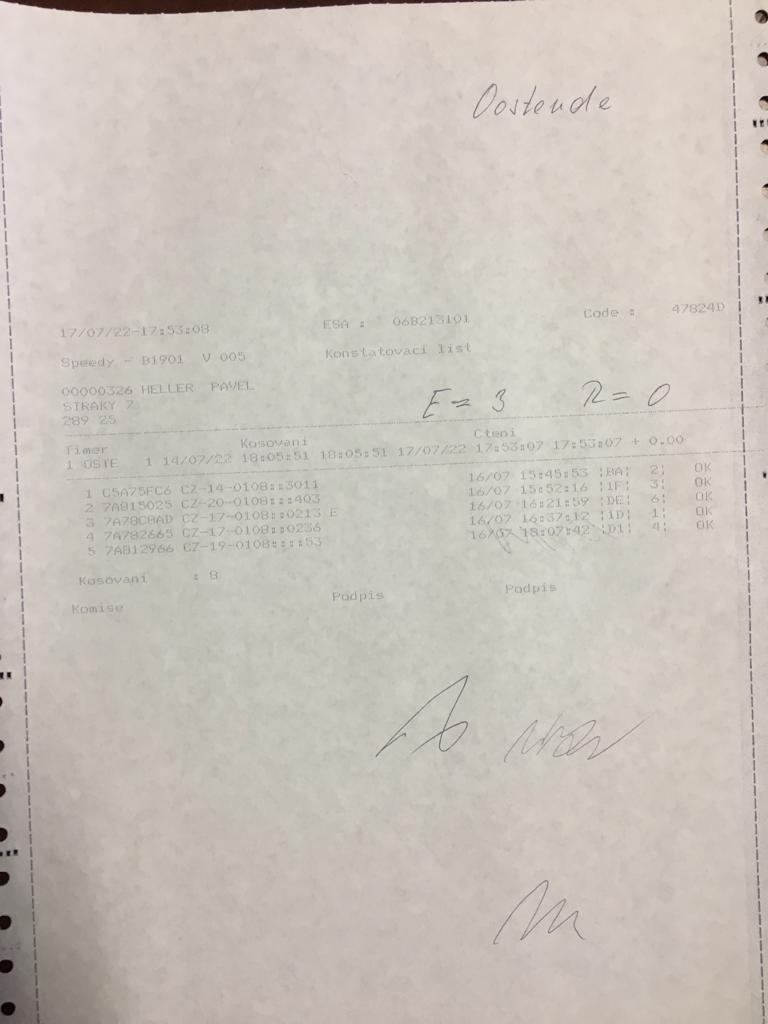 Oostende
17/07/22-17:53:08 ESA : 06B213101 Code : 47824D
Speedy - B1901 V 005 Konstatovaci list
00000326 HELLER PAVEL
STRAKY 7
289 25
E = 3 R = 0
Timer Kosovani Cteni
1 OSTE 1 14/07/22 18:05:51 18:05:51 17/07/22 17:53:07 17:53:07 + 0.00
1 C5A75FC6 CZ-14-0108:::3011 16/07 15:45:53 |BA| 2| OK
2 7A815025 CZ-20-0108:::403 16/07 15:52:16 |1F| 3| OK
3 7A78C8AD CZ-17-0108::0213 E 16/07 16:21:59 |DE| 6| OK
4 7A782665 CZ-17-0108::0236 16/07 16:37:12 |1D| 1| OK
5 7AB12966 CZ-19-0108::::53 16/07 18:07:42 |D1| 4| OK
Kosovani : 8
Komise Podpis Podpis